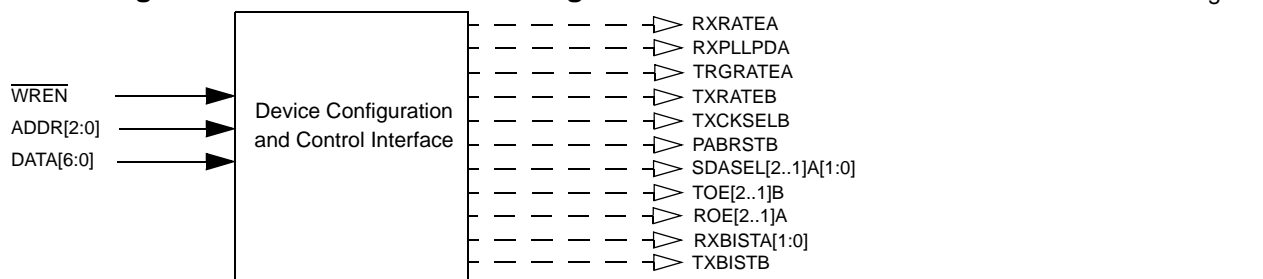 RXRATEA
RXPLLPDA
TRGRATEA
TXRATEB
TXCKSELB
PABRSTB
SDASEL[2..1]A[1:0]
TOE[2..1]B
ROE[2..1]A
RXBISTA[1:0]
TXBISTB
WREN
ADDR[2:0]
DATA[6:0]
Device Configuration
and Control Interface